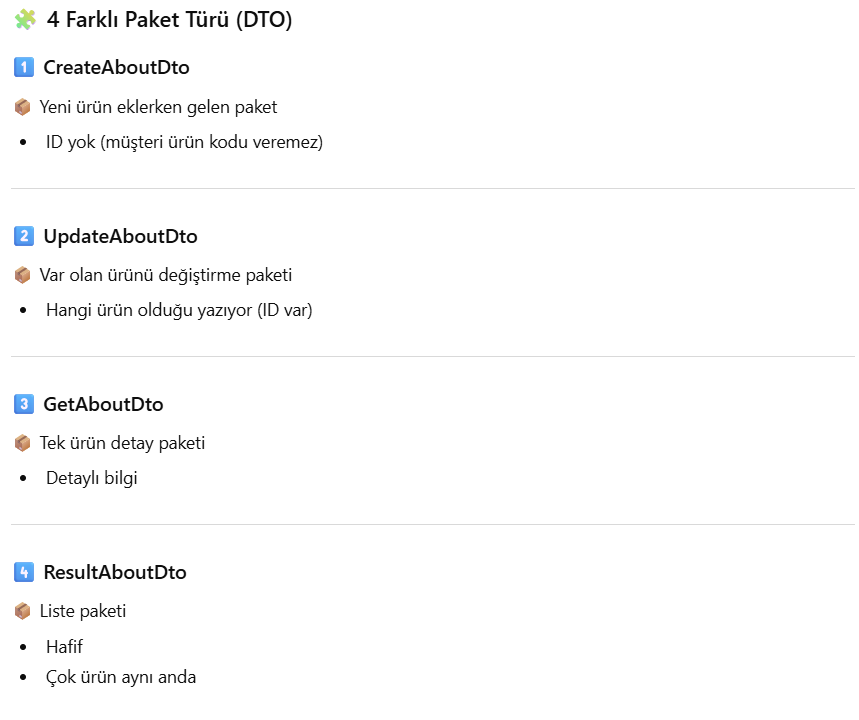 🧩 4 Farklı Paket Türü (DTO)
1️⃣ CreateAboutDto
📦 Yeni ürün eklerken gelen paket
• ID yok (müşteri ürün kodu veremez)
2️⃣ UpdateAboutDto
📦 Var olan ürünü değiştirme paketi
• Hangi ürün olduğu yazıyor (ID var)
3️⃣ GetAboutDto
📦 Tek ürün detay paketi
• Detaylı bilgi
4️⃣ ResultAboutDto
📦 Liste paketi
• Hafif
• Çok ürün aynı anda